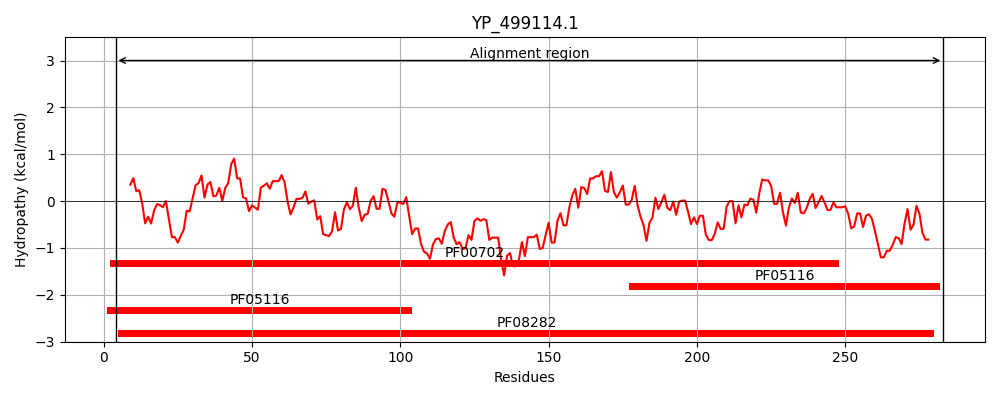 YP_499114.1
Alignment region
3
2
1
0
−1
−2
−3
Hydropathy (kcal/mol)
PF00702
PF05116
PF05116
PF08282
0
50
100
150
200
250
Residues